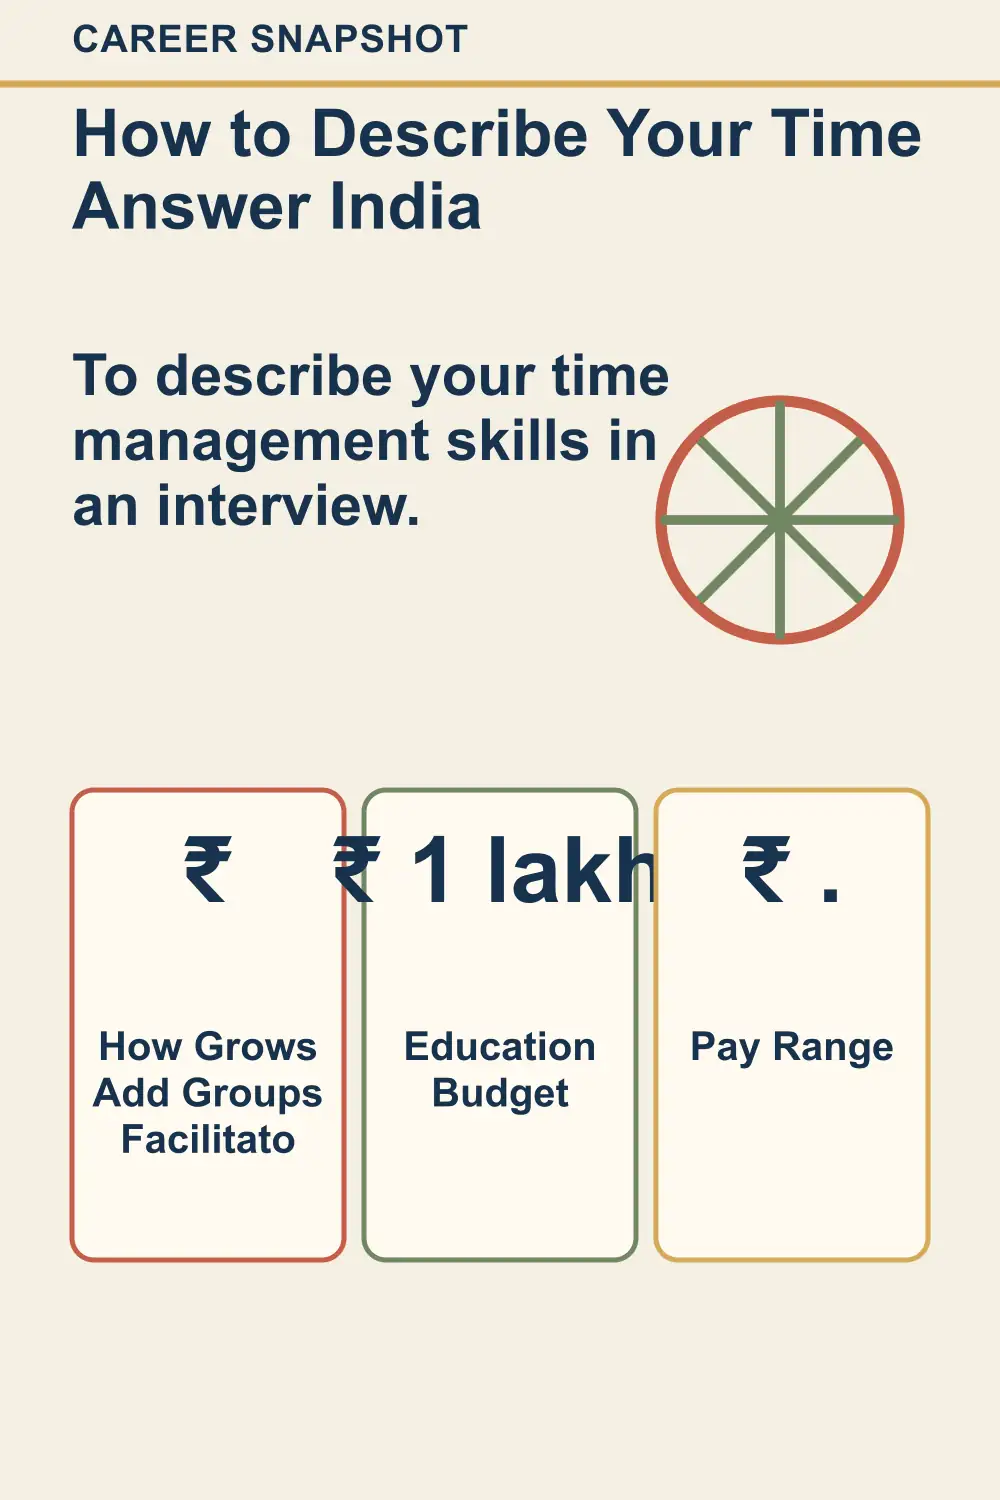 CAREER SNAPSHOT
How to Describe Your Time
Answer India
To describe your time
management skills in
an interview.
₹
₹ 1 lakh
₹ .
How Grows
Add Groups
Facilitato
Education
Budget
Pay Range